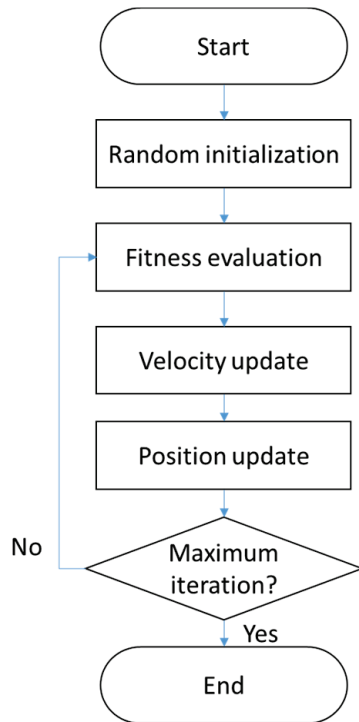 Start
Random initialization
Fitness evaluation
Velocity update
Position update
No
Maximum
iteration?
Yes
End